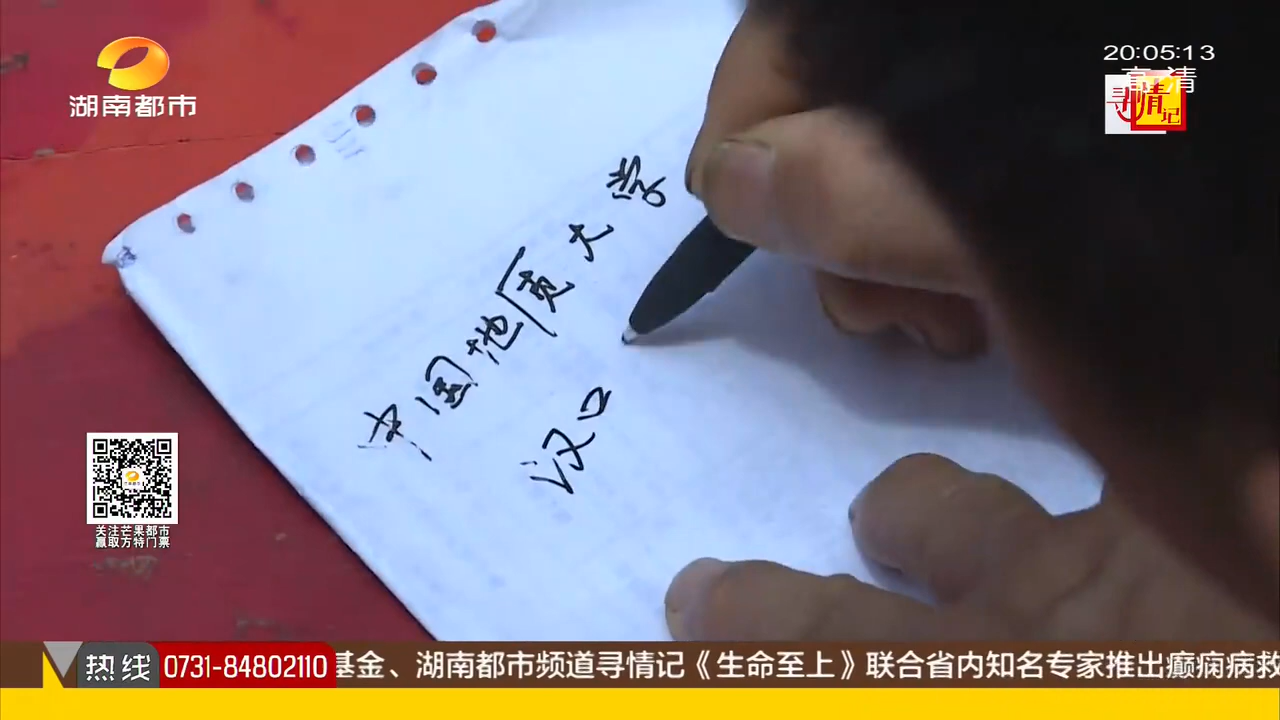 湖南都市
20:05:13
高清
寻情记
中国地质大学
汉口
关注芒果都市
赢取方特门票
热线
0731-84802110
基金、湖南都市频道寻情记《生命至上》联合省内知名专家推出癫痫病救